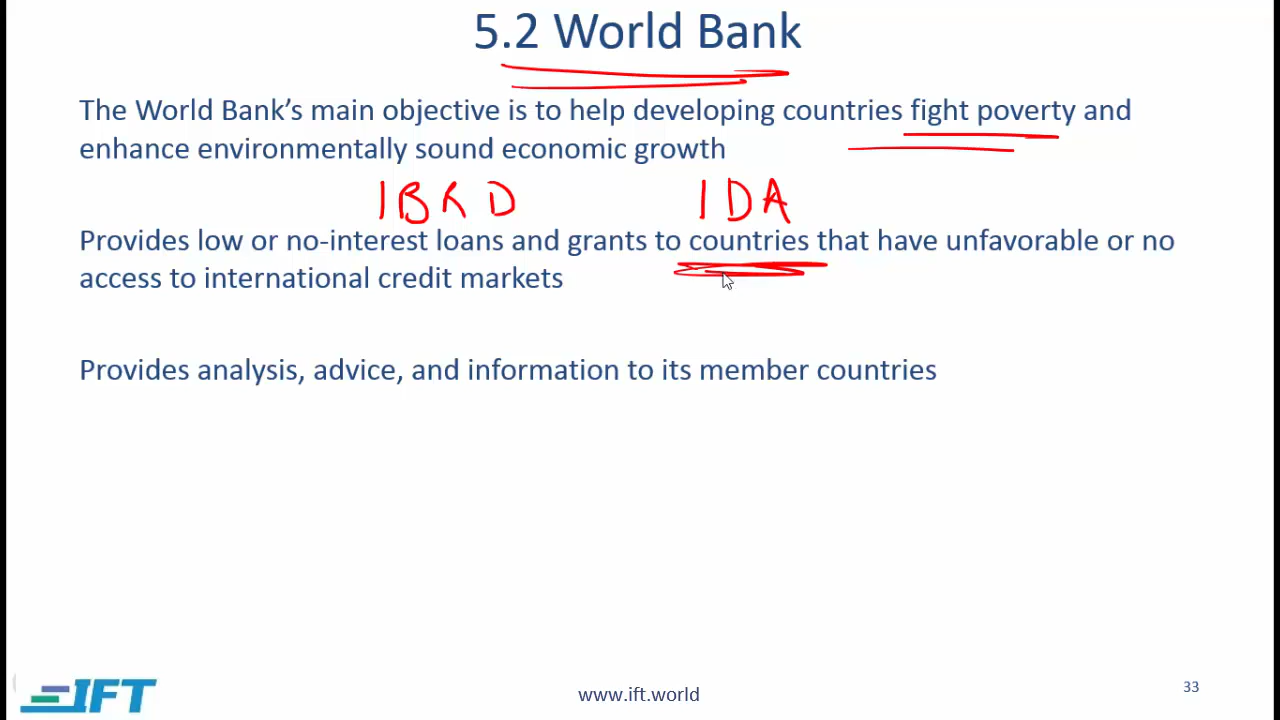 5.2 World Bank
The World Bank’s main objective is to help developing countries fight poverty and
enhance environmentally sound economic growth
IBRD IDA
Provides low or no-interest loans and grants to countries that have unfavorable or no
access to international credit markets
Provides analysis, advice, and information to its member countries
IFT
www.ift.world
33